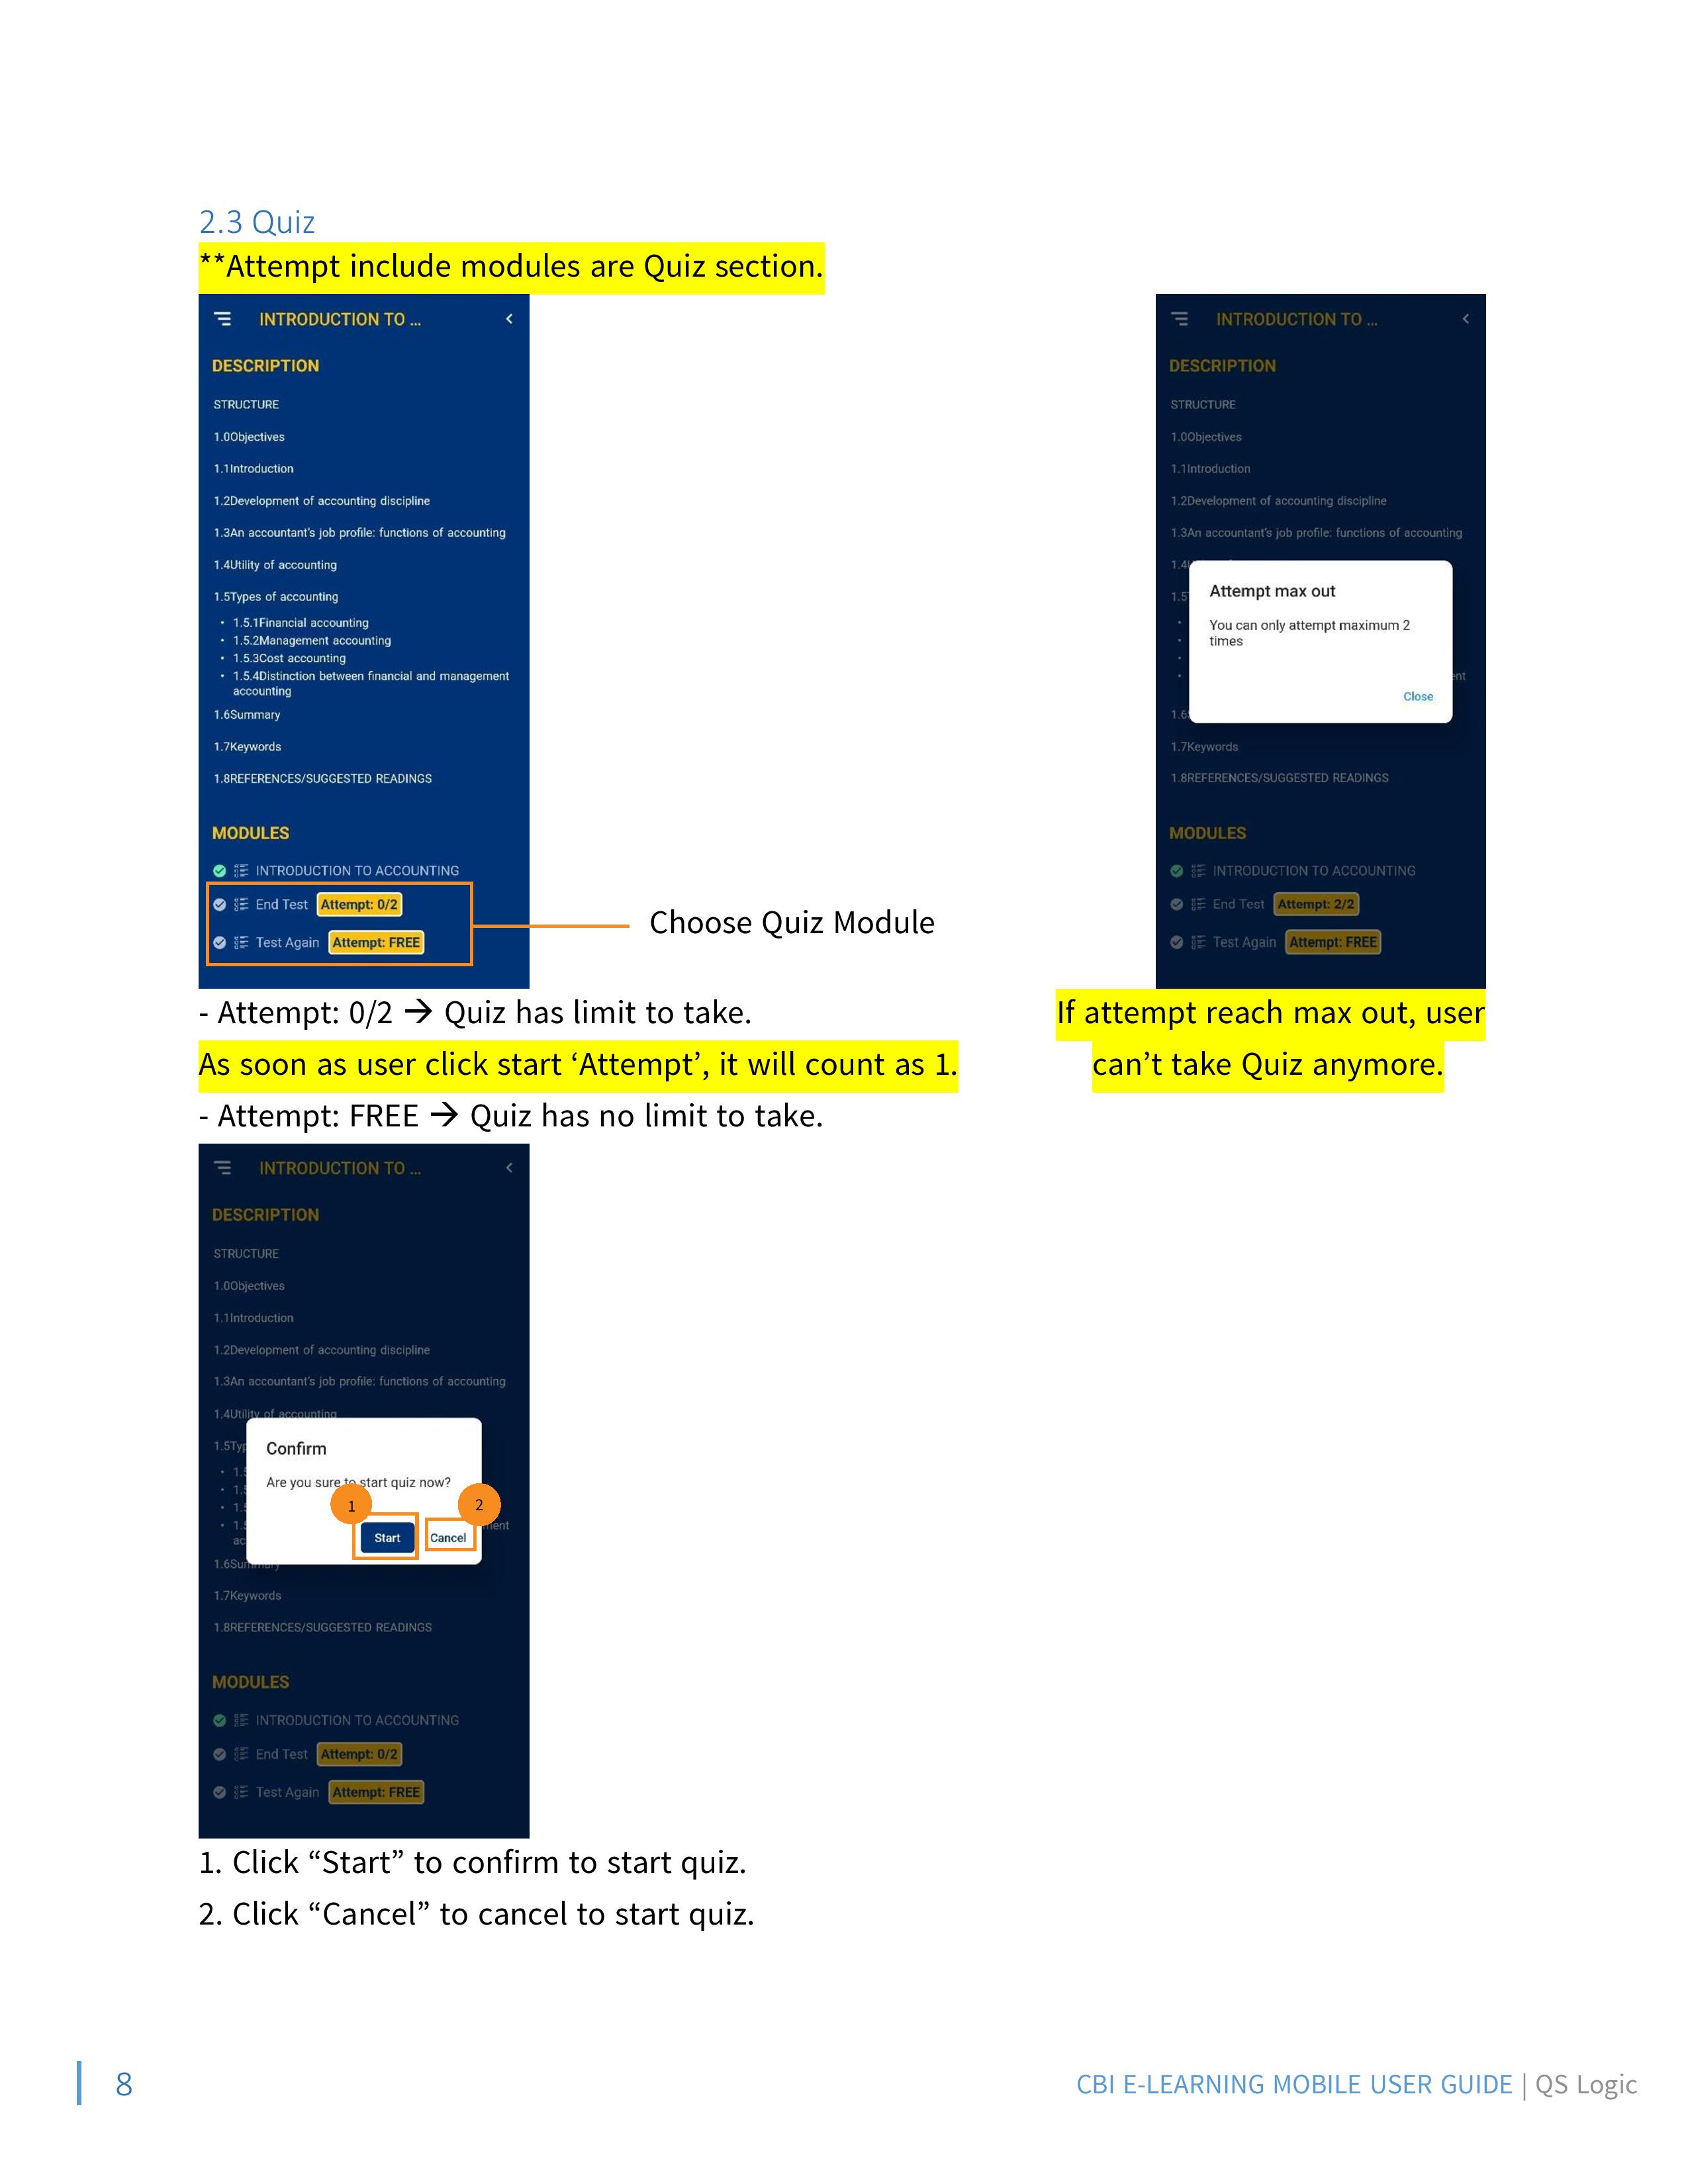 2.3 Quiz
**Attempt include modules are Quiz section.
INTRODUCTION TO ...
DESCRIPTION
STRUCTURE
1.0Objectives
1.1Introduction
1.2Development of accounting discipline
1.3An accountant's job profile: functions of accounting
1.4Utility of accounting
1.5Types of accounting
• 1.5.1Financial accounting
• 1.5.2Management accounting
• 1.5.3Cost accounting
• 1.5.4Distinction between financial and management
accounting
1.6Summary
1.7Keywords
1.8REFERENCES/SUGGESTED READINGS
MODULES
INTRODUCTION TO ACCOUNTING
End Test Attempt: 0/2
Test Again Attempt: FREE
Choose Quiz Module
INTRODUCTION TO ...
DESCRIPTION
STRUCTURE
1.0Objectives
1.1Introduction
1.2Development of accounting discipline
1.3An accountant's job profile: functions of accounting
1.4
1.5
Attempt max out
You can only attempt maximum 2
times
Close
1.6
1.7Keywords
1.8REFERENCES/SUGGESTED READINGS
MODULES
INTRODUCTION TO ACCOUNTING
End Test Attempt: 2/2
Test Again Attempt: FREE
- Attempt: 0/2 → Quiz has limit to take.
As soon as user click start ‘Attempt’, it will count as 1.
- Attempt: FREE → Quiz has no limit to take.
If attempt reach max out, user
can’t take Quiz anymore.
INTRODUCTION TO ...
DESCRIPTION
STRUCTURE
1.0Objectives
1.1Introduction
1.2Development of accounting discipline
1.3An accountant's job profile: functions of accounting
1.4Utility of accounting
1.5Typ
Confirm
Are you sure to start quiz now?
1
2
Start
Cancel
1.6Summary
1.7Keywords
1.8REFERENCES/SUGGESTED READINGS
MODULES
INTRODUCTION TO ACCOUNTING
End Test Attempt: 0/2
Test Again Attempt: FREE
1. Click “Start” to confirm to start quiz.
2. Click “Cancel” to cancel to start quiz.
8
CBI E-LEARNING MOBILE USER GUIDE | QS Logic